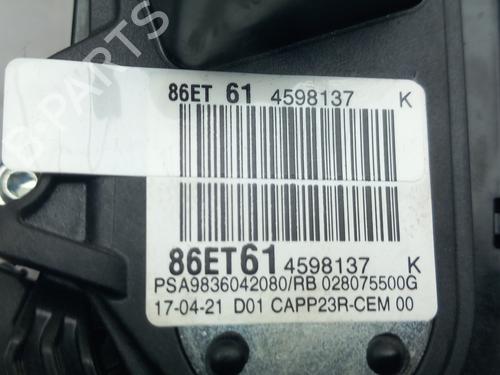 86ET 61 4598137 K
86ET61 4598137 K
PSA9836042080/RB 028075500G
17-04-21 D01 CAPP23R-CEM 00
B-PARTS